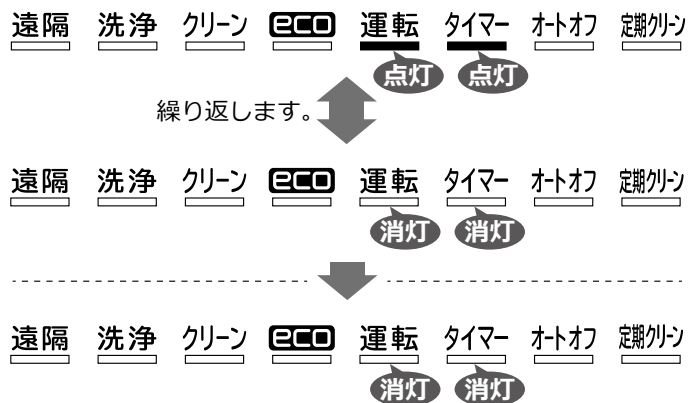 遠隔 洗浄 クリーン eco 運転 タイマー オートオフ 定期クリーン
点灯 点灯
繰り返します。
遠隔 洗浄 クリーン eco 運転 タイマー オートオフ 定期クリーン
消灯 消灯
遠隔 洗浄 クリーン eco 運転 タイマー オートオフ 定期クリーン
消灯 消灯